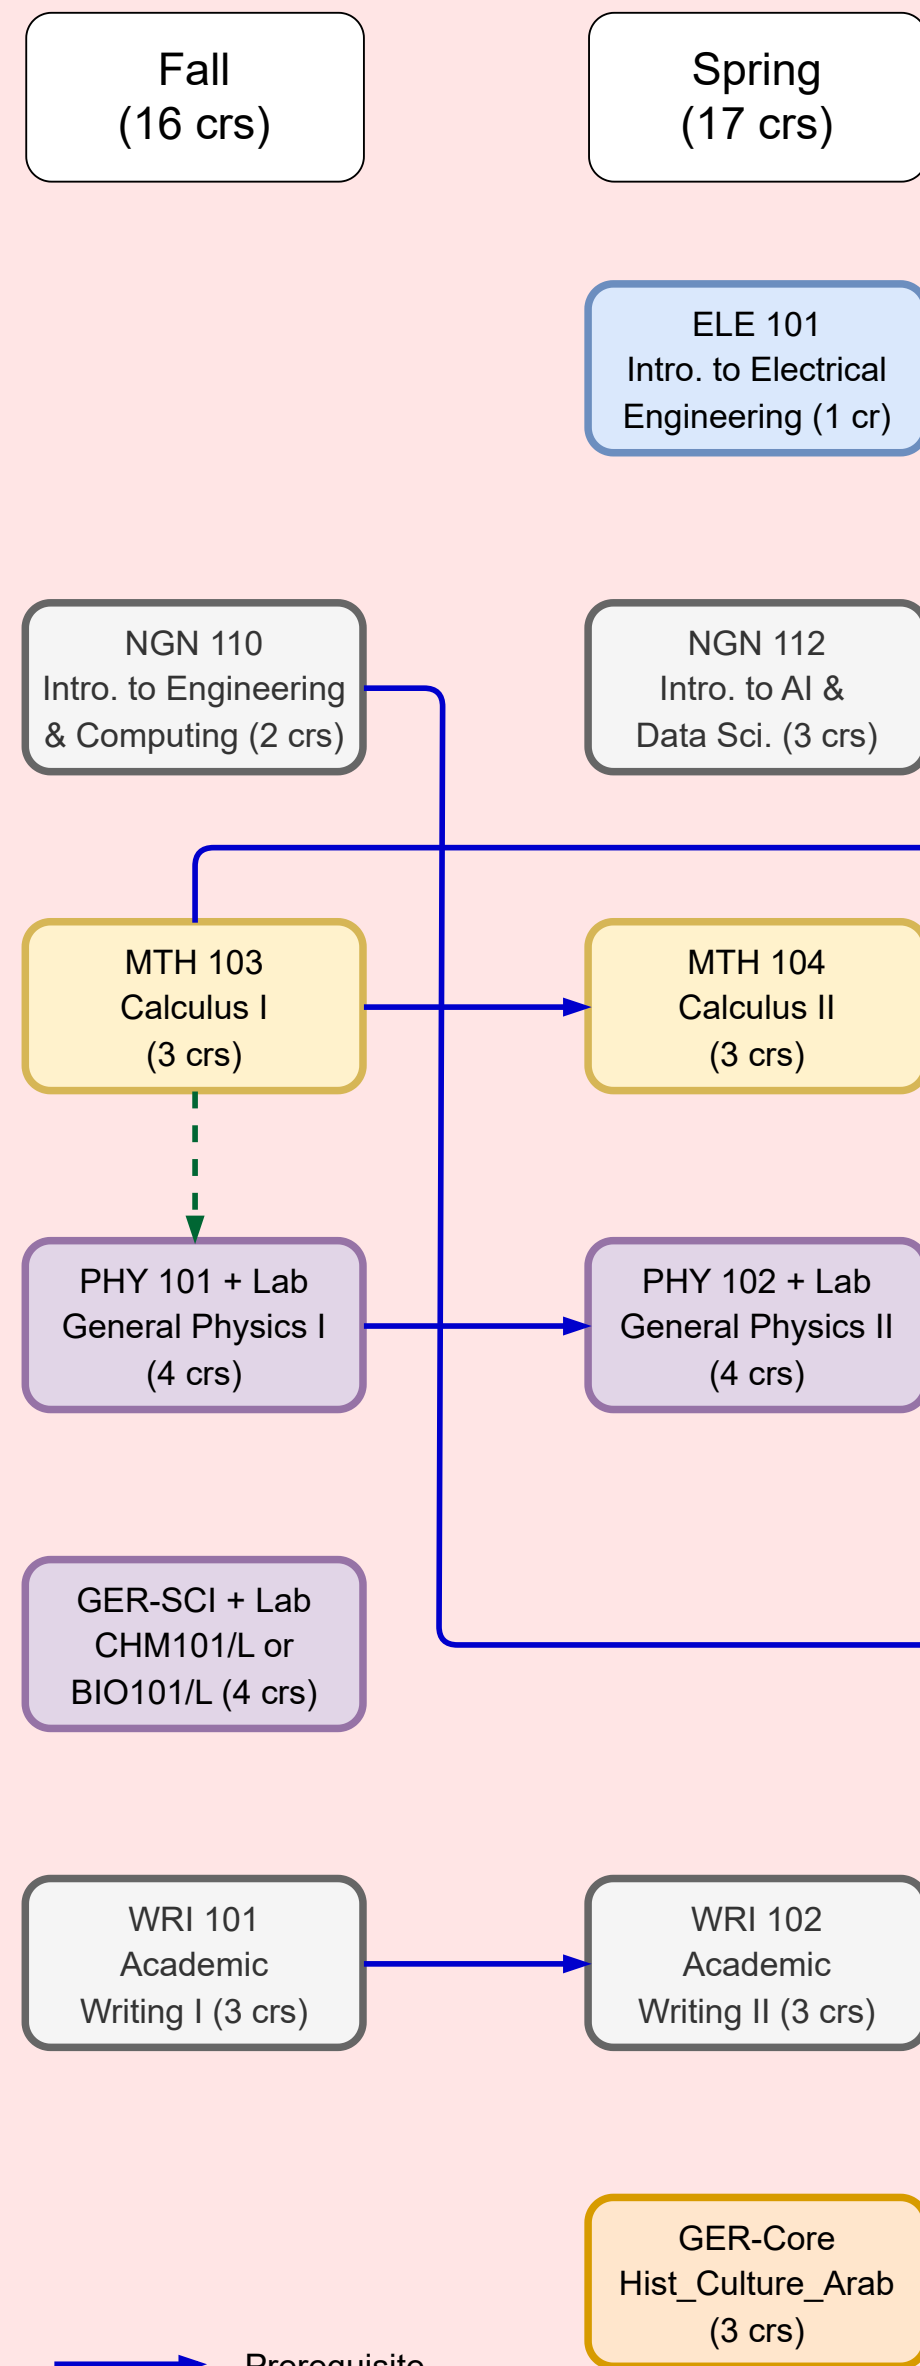 Fall
(16 crs)
Spring
(17 crs)
ELE 101
Intro. to Electrical
Engineering (1 cr)
NGN 110
Intro. to Engineering
& Computing (2 crs)
NGN 112
Intro. to AI &
Data Sci. (3 crs)
MTH 103
Calculus I
(3 crs)
MTH 104
Calculus II
(3 crs)
PHY 101 + Lab
General Physics I
(4 crs)
PHY 102 + Lab
General Physics II
(4 crs)
GER-SCI + Lab
CHM101/L or
BIO101/L (4 crs)
WRI 101
Academic
Writing I (3 crs)
WRI 102
Academic
Writing II (3 crs)
GER-Core
Hist_Culture_Arab
(3 crs)
Prerequisite